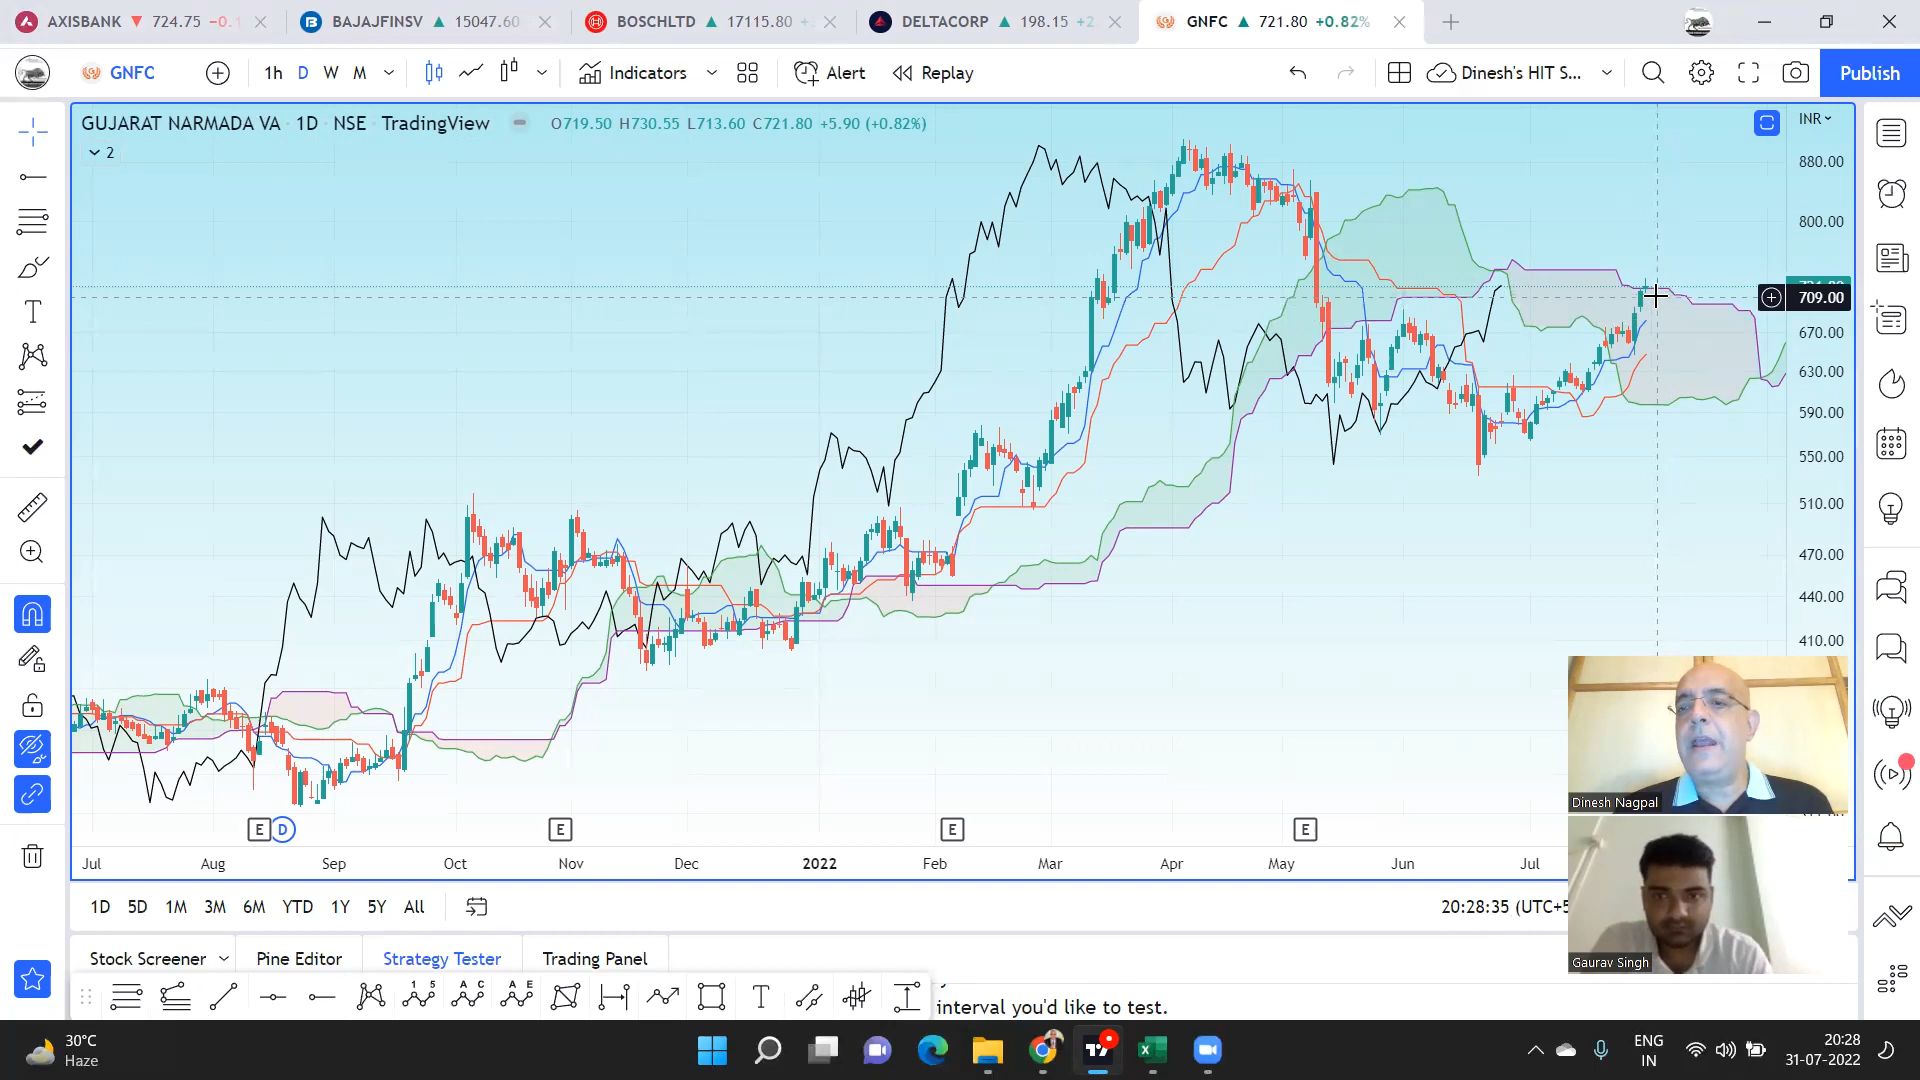 AXISBANK ▼ 724.75 −0.
BAJAJFINSV ▲ 15047.60
BOSCHLTD ▲ 17115.80
DELTACORP ▲ 198.15 +2
GNFC ▲ 721.80 +0.82%
GNFC
1h D W M
Indicators
Alert
Replay
Dinesh's HIT S...
Publish
GUJARAT NARMADA VA · 1D · NSE · TradingView
O719.50 H730.55 L713.60 C721.80 +5.90 (+0.82%)
2
INR
880.00
800.00
709.00
670.00
630.00
590.00
550.00
510.00
470.00
440.00
410.00
Dinesh Nagpal
Gaurav Singh
E D E E E
Jul Aug Sep Oct Nov Dec 2022 Feb Mar Apr May Jun Jul
1D 5D 1M 3M 6M YTD 1Y 5Y All
20:28:35 (UTC+5
Stock Screener Pine Editor Strategy Tester Trading Panel
interval you'd like to test.
30°C
Haze
ENG
IN
20:28
31-07-2022